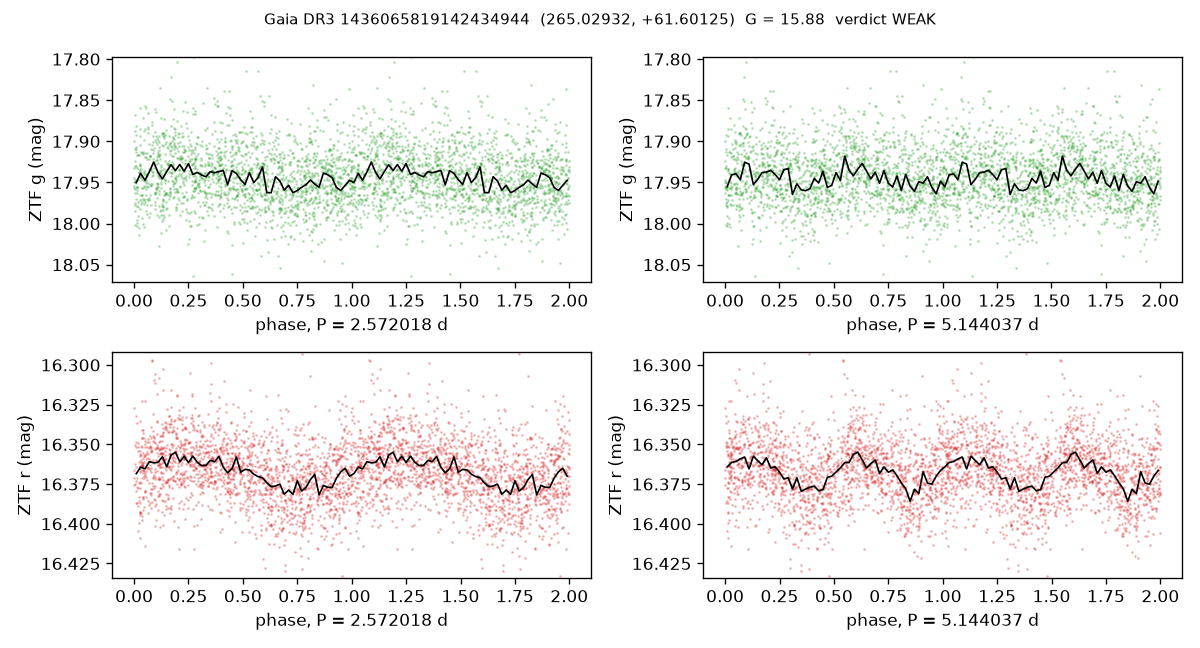 Gaia DR3 1436065819142434944  (265.02932, +61.60125)  G = 15.88  verdict WEAK
17.80
17.85
17.90
17.95
18.00
18.05
ZTF g (mag)
0.00 0.25 0.50 0.75 1.00 1.25 1.50 1.75 2.00
phase, P = 2.572018 d
17.80
17.85
17.90
17.95
18.00
18.05
ZTF g (mag)
0.00 0.25 0.50 0.75 1.00 1.25 1.50 1.75 2.00
phase, P = 5.144037 d
16.300
16.325
16.350
16.375
16.400
16.425
ZTF r (mag)
0.00 0.25 0.50 0.75 1.00 1.25 1.50 1.75 2.00
phase, P = 2.572018 d
16.300
16.325
16.350
16.375
16.400
16.425
ZTF r (mag)
0.00 0.25 0.50 0.75 1.00 1.25 1.50 1.75 2.00
phase, P = 5.144037 d